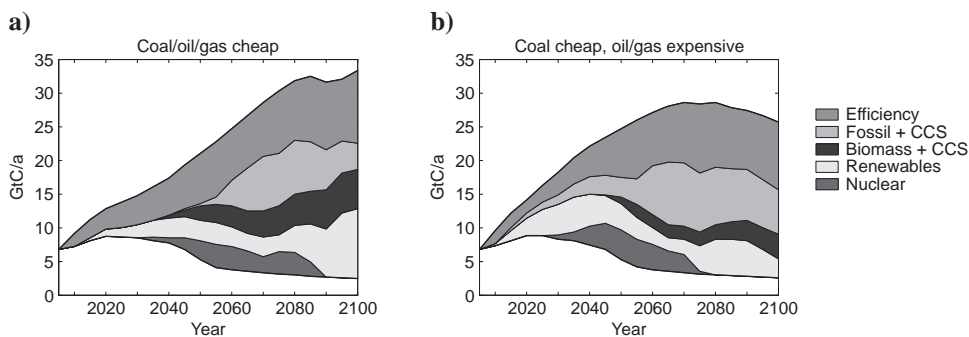 a)
Coal/oil/gas cheap
35
30
25
20
15
10
5
0
GtC/a
2020 2040 2060 2080 2100
Year
b)
Coal cheap, oil/gas expensive
35
30
25
20
15
10
5
0
GtC/a
2020 2040 2060 2080 2100
Year
Efficiency
Fossil + CCS
Biomass + CCS
Renewables
Nuclear